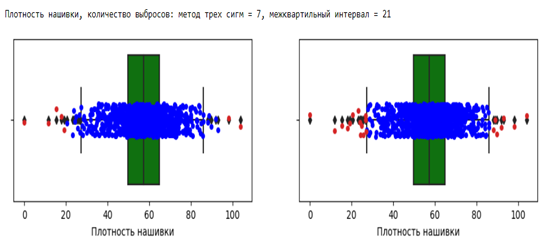 Плотность нашивки, количество выбросов: метод трех сигм = 7, межквартильный интервал = 21
0 20 40 60 80 100 0 20 40 60 80 100
Плотность нашивки Плотность нашивки